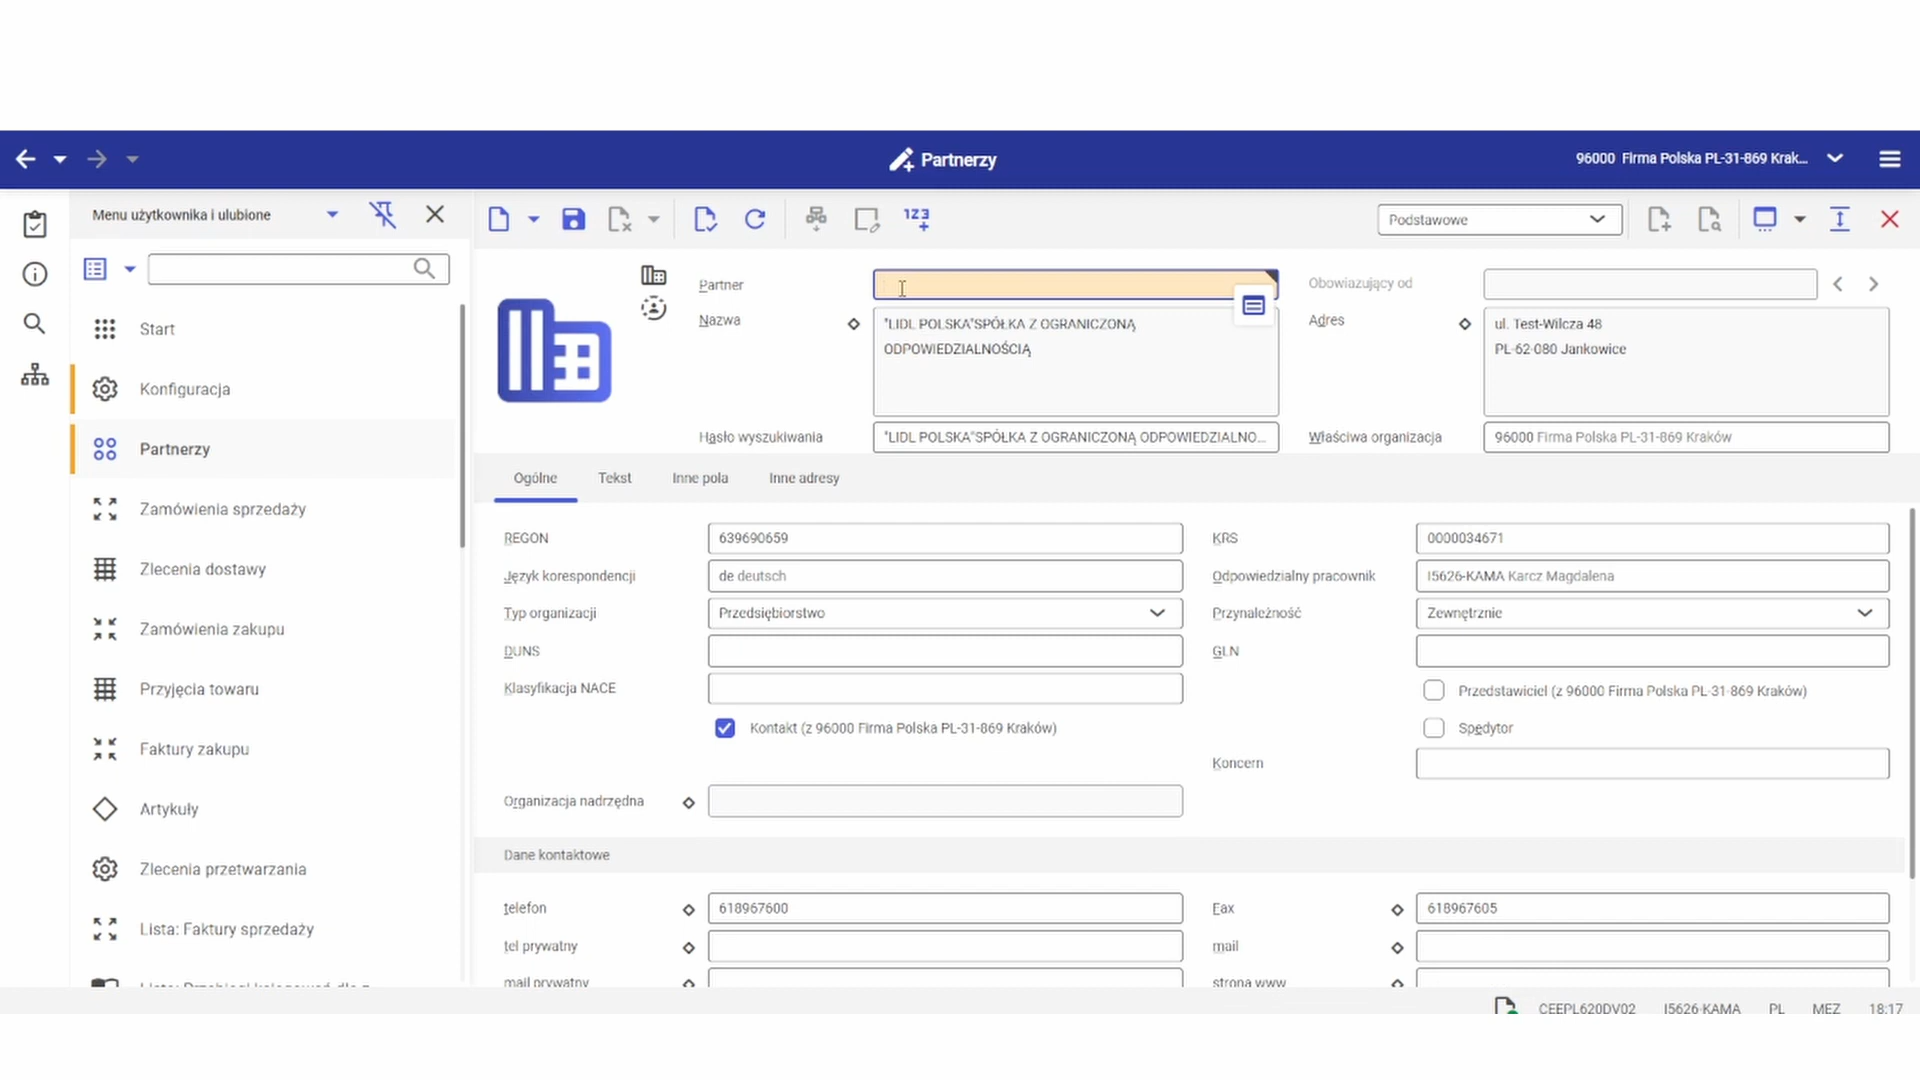 Partnerzy
96000 Firma Polska PL-31-869 Krak...
Menu użytkownika i ulubione
123
Podstawowe
Start
Konfiguracja
Partnerzy
Zamówienia sprzedaży
Zlecenia dostawy
Zamówienia zakupu
Przyjęcia towaru
Faktury zakupu
Artykuły
Zlecenia przetwarzania
Lista: Faktury sprzedaży
Partner
Obowiązujący od
Nazwa
"LIDL POLSKA"SPÓŁKA Z OGRANICZONĄ
ODPOWIEDZIALNOŚCIĄ
Adres
ul. Test-Wilcza 48
PL-62-080 Jankowice
Hasło wyszukiwania
"LIDL POLSKA"SPÓŁKA Z OGRANICZONĄ ODPOWIEDZIALNO...
Właściwa organizacja
96000 Firma Polska PL-31-869 Kraków
Ogólne
Tekst
Inne pola
Inne adresy
REGON
639690659
KRS
0000034671
Język korespondencji
de deutsch
Odpowiedzialny pracownik
I5626-KAMA Karcz Magdalena
Typ organizacji
Przedsiębiorstwo
Przynależność
Zewnętrznie
DUNS
GLN
Klasyfikacja NACE
Przedstawiciel (z 96000 Firma Polska PL-31-869 Kraków)
Kontakt (z 96000 Firma Polska PL-31-869 Kraków)
Spedytor
Koncern
Organizacja nadrzędna
Dane kontaktowe
telefon
618967600
Fax
618967605
tel prywatny
mail
mail prywatny
strona www
CEEPL620DV02
I5626-KAMA
PL
MEZ
18:17